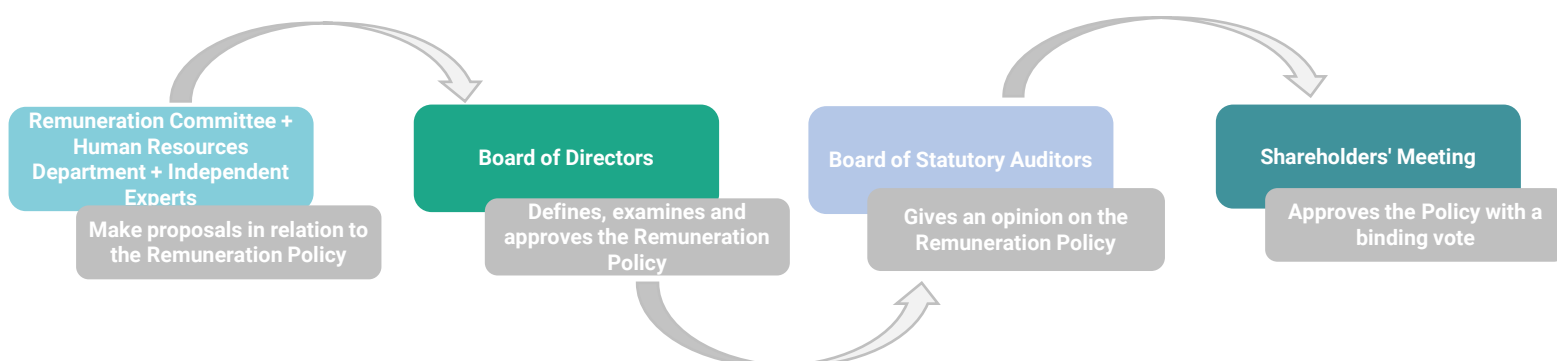 Remuneration Committee +
Human Resources
Department + Independent
Experts
Make proposals in relation to
the Remuneration Policy
Board of Directors
Defines, examines and
approves the Remuneration
Policy
Board of Statutory Auditors
Gives an opinion on the
Remuneration Policy
Shareholders' Meeting
Approves the Policy with a
binding vote